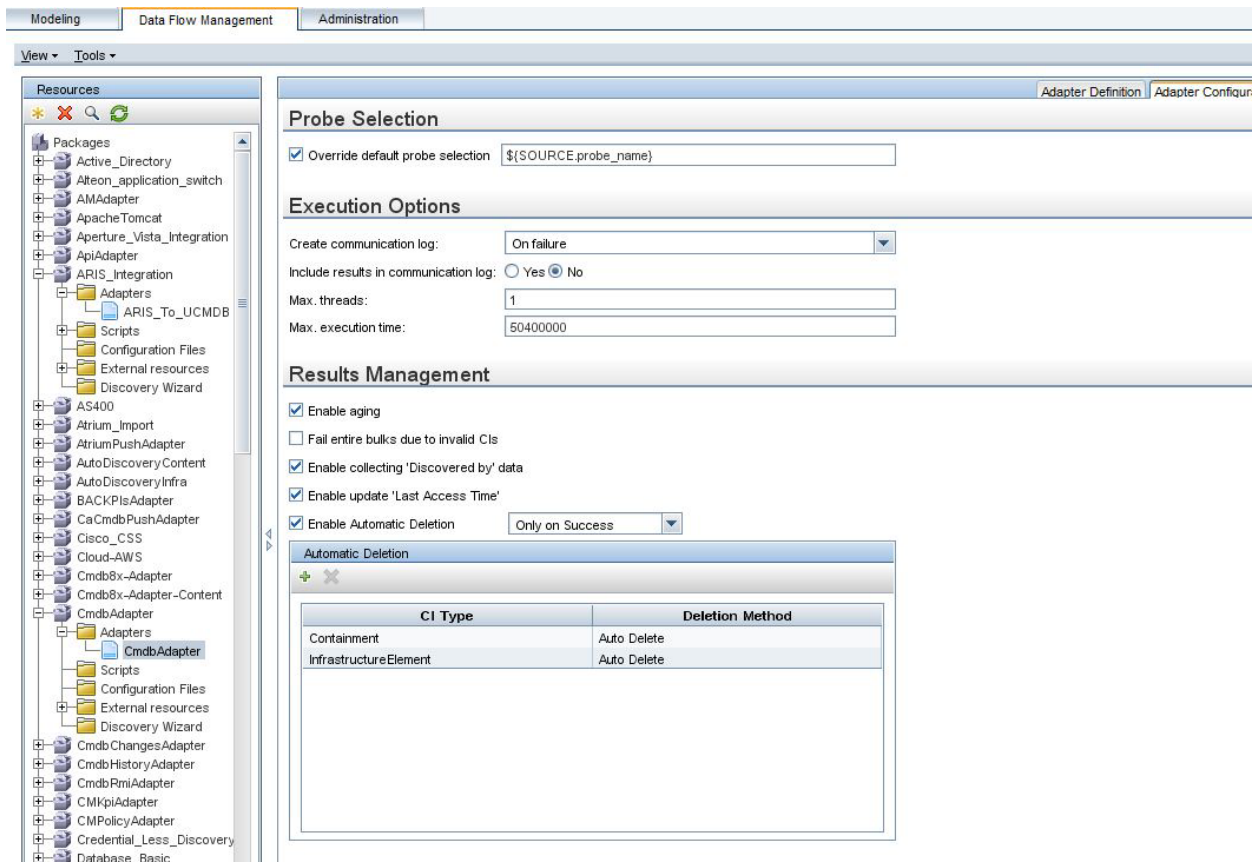 Modeling
Data Flow Management
Administration
View
Tools
Resources
Packages
Active_Directory
Alteon_application_switch
AMAdapter
ApacheTomcat
Aperture_Vista_Integration
ApiAdapter
ARIS_Integration
Adapters
ARIS_To_UCMDB
Scripts
Configuration Files
External resources
Discovery Wizard
AS400
Atrium_Import
AtriumPushAdapter
AutoDiscoveryContent
AutoDiscoveryInfra
BACKPIsAdapter
CaCmdbPushAdapter
Cisco_CSS
Cloud-AWS
Cmdb8x-Adapter
Cmdb8x-Adapter-Content
CmdbAdapter
Adapters
CmdbAdapter
Scripts
Configuration Files
External resources
Discovery Wizard
CmdbChangesAdapter
CmdbHistoryAdapter
CmdbRmiAdapter
CMKpiAdapter
CMPolicyAdapter
Credential_Less_Discovery
Database_Basic
Adapter Definition
Adapter Configur
Probe Selection
Override default probe selection ${SOURCE.probe_name}
Execution Options
Create communication log: On failure
Include results in communication log: Yes No
Max. threads: 1
Max. execution time: 50400000
Results Management
Enable aging
Fail entire bulks due to invalid CIs
Enable collecting 'Discovered by' data
Enable update 'Last Access Time'
Enable Automatic Deletion Only on Success
Automatic Deletion
CI Type Deletion Method
Containment Auto Delete
InfrastructureElement Auto Delete